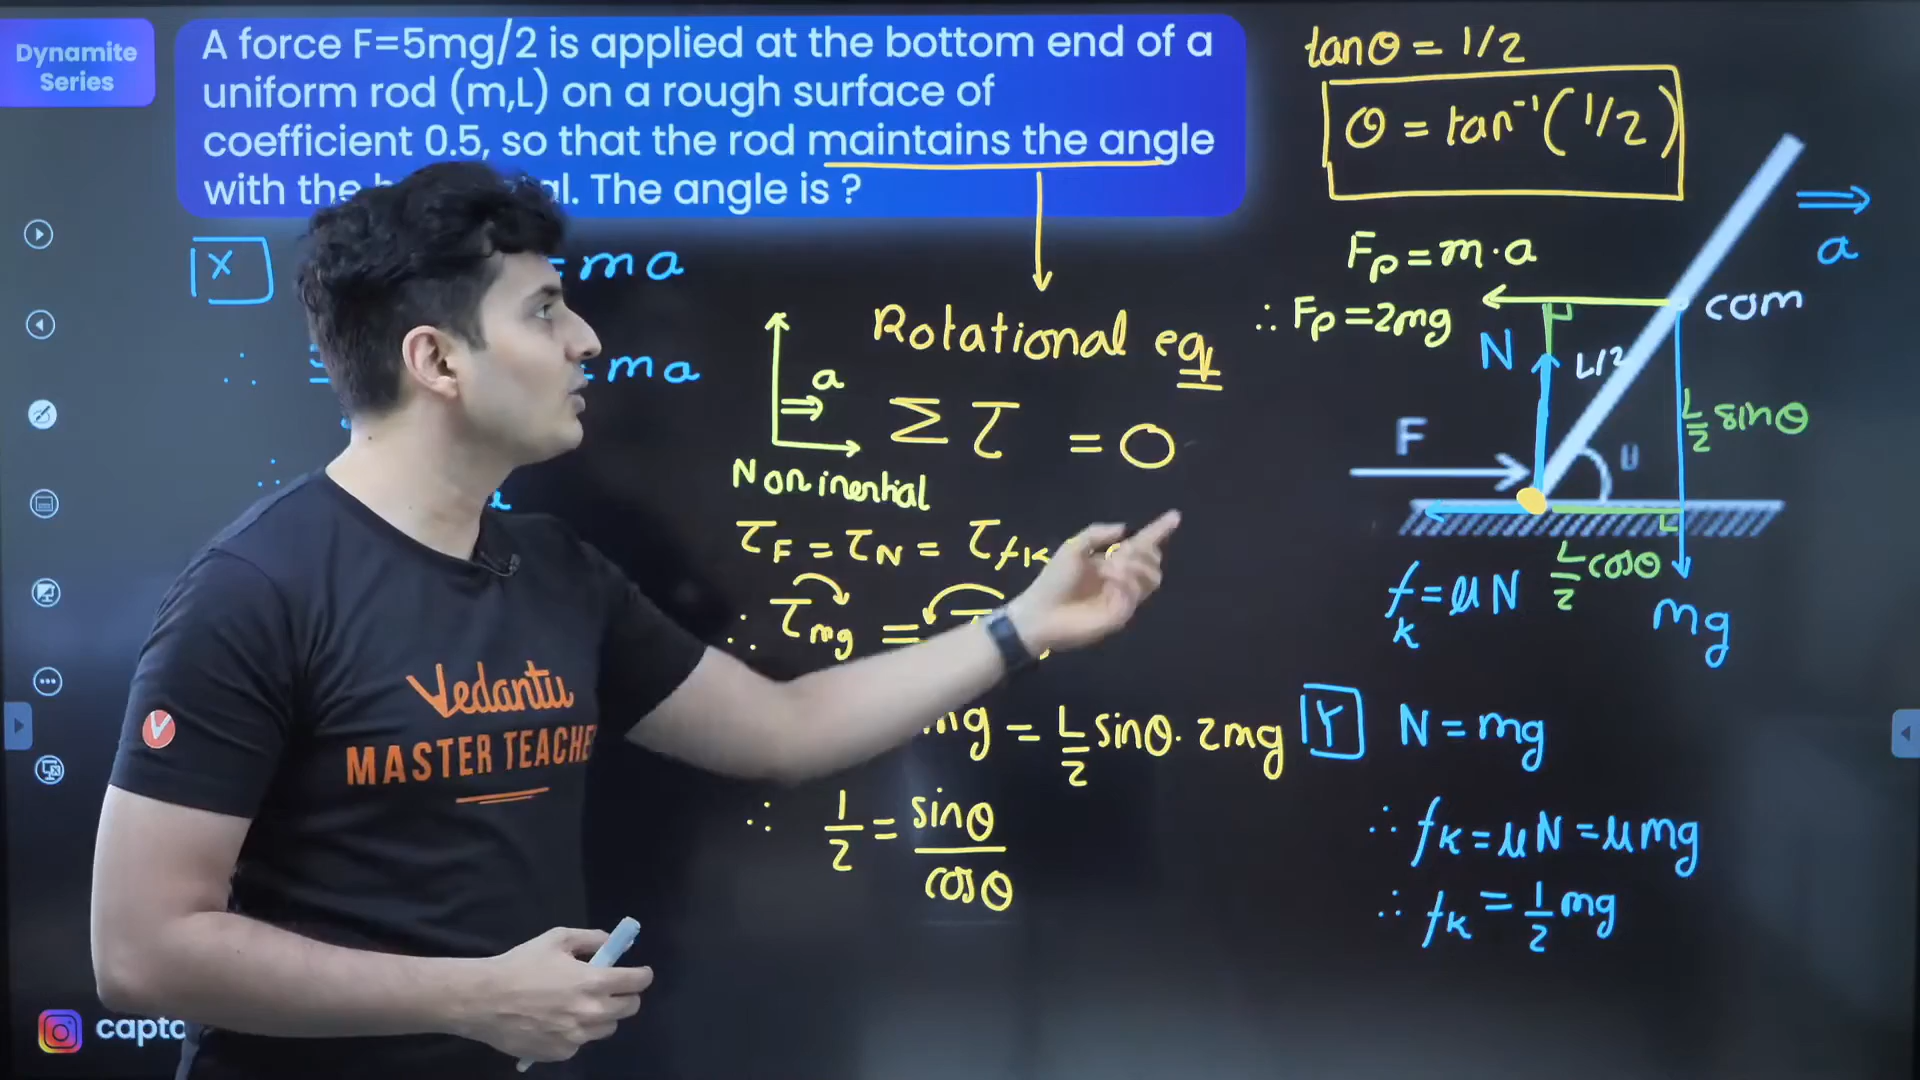 Dynamite
Series
A force F=5mg/2 is applied at the bottom end of a
uniform rod (m,L) on a rough surface of
coefficient 0.5, so that the rod maintains the angle
with the al. The angle is ?
tanθ = 1/2
θ = tan⁻¹(1/2)
X
= ma
∴ = ma
∴
Rotational eq
a
Στ = 0
Non inertial
τF = τN = τfk
∴ τmg =
mg = L/2 sinθ. 2mg
∴ 1/2 = sinθ/cosθ
Fp = m·a
∴ Fp = 2mg
a
com
N
L/2
L/2 sinθ
F
θ
fk = μN
L/2 cosθ
mg
Y N = mg
∴ fk = μN = μmg
∴ fk = 1/2 mg
Vedantu
MASTER TEACHE
V